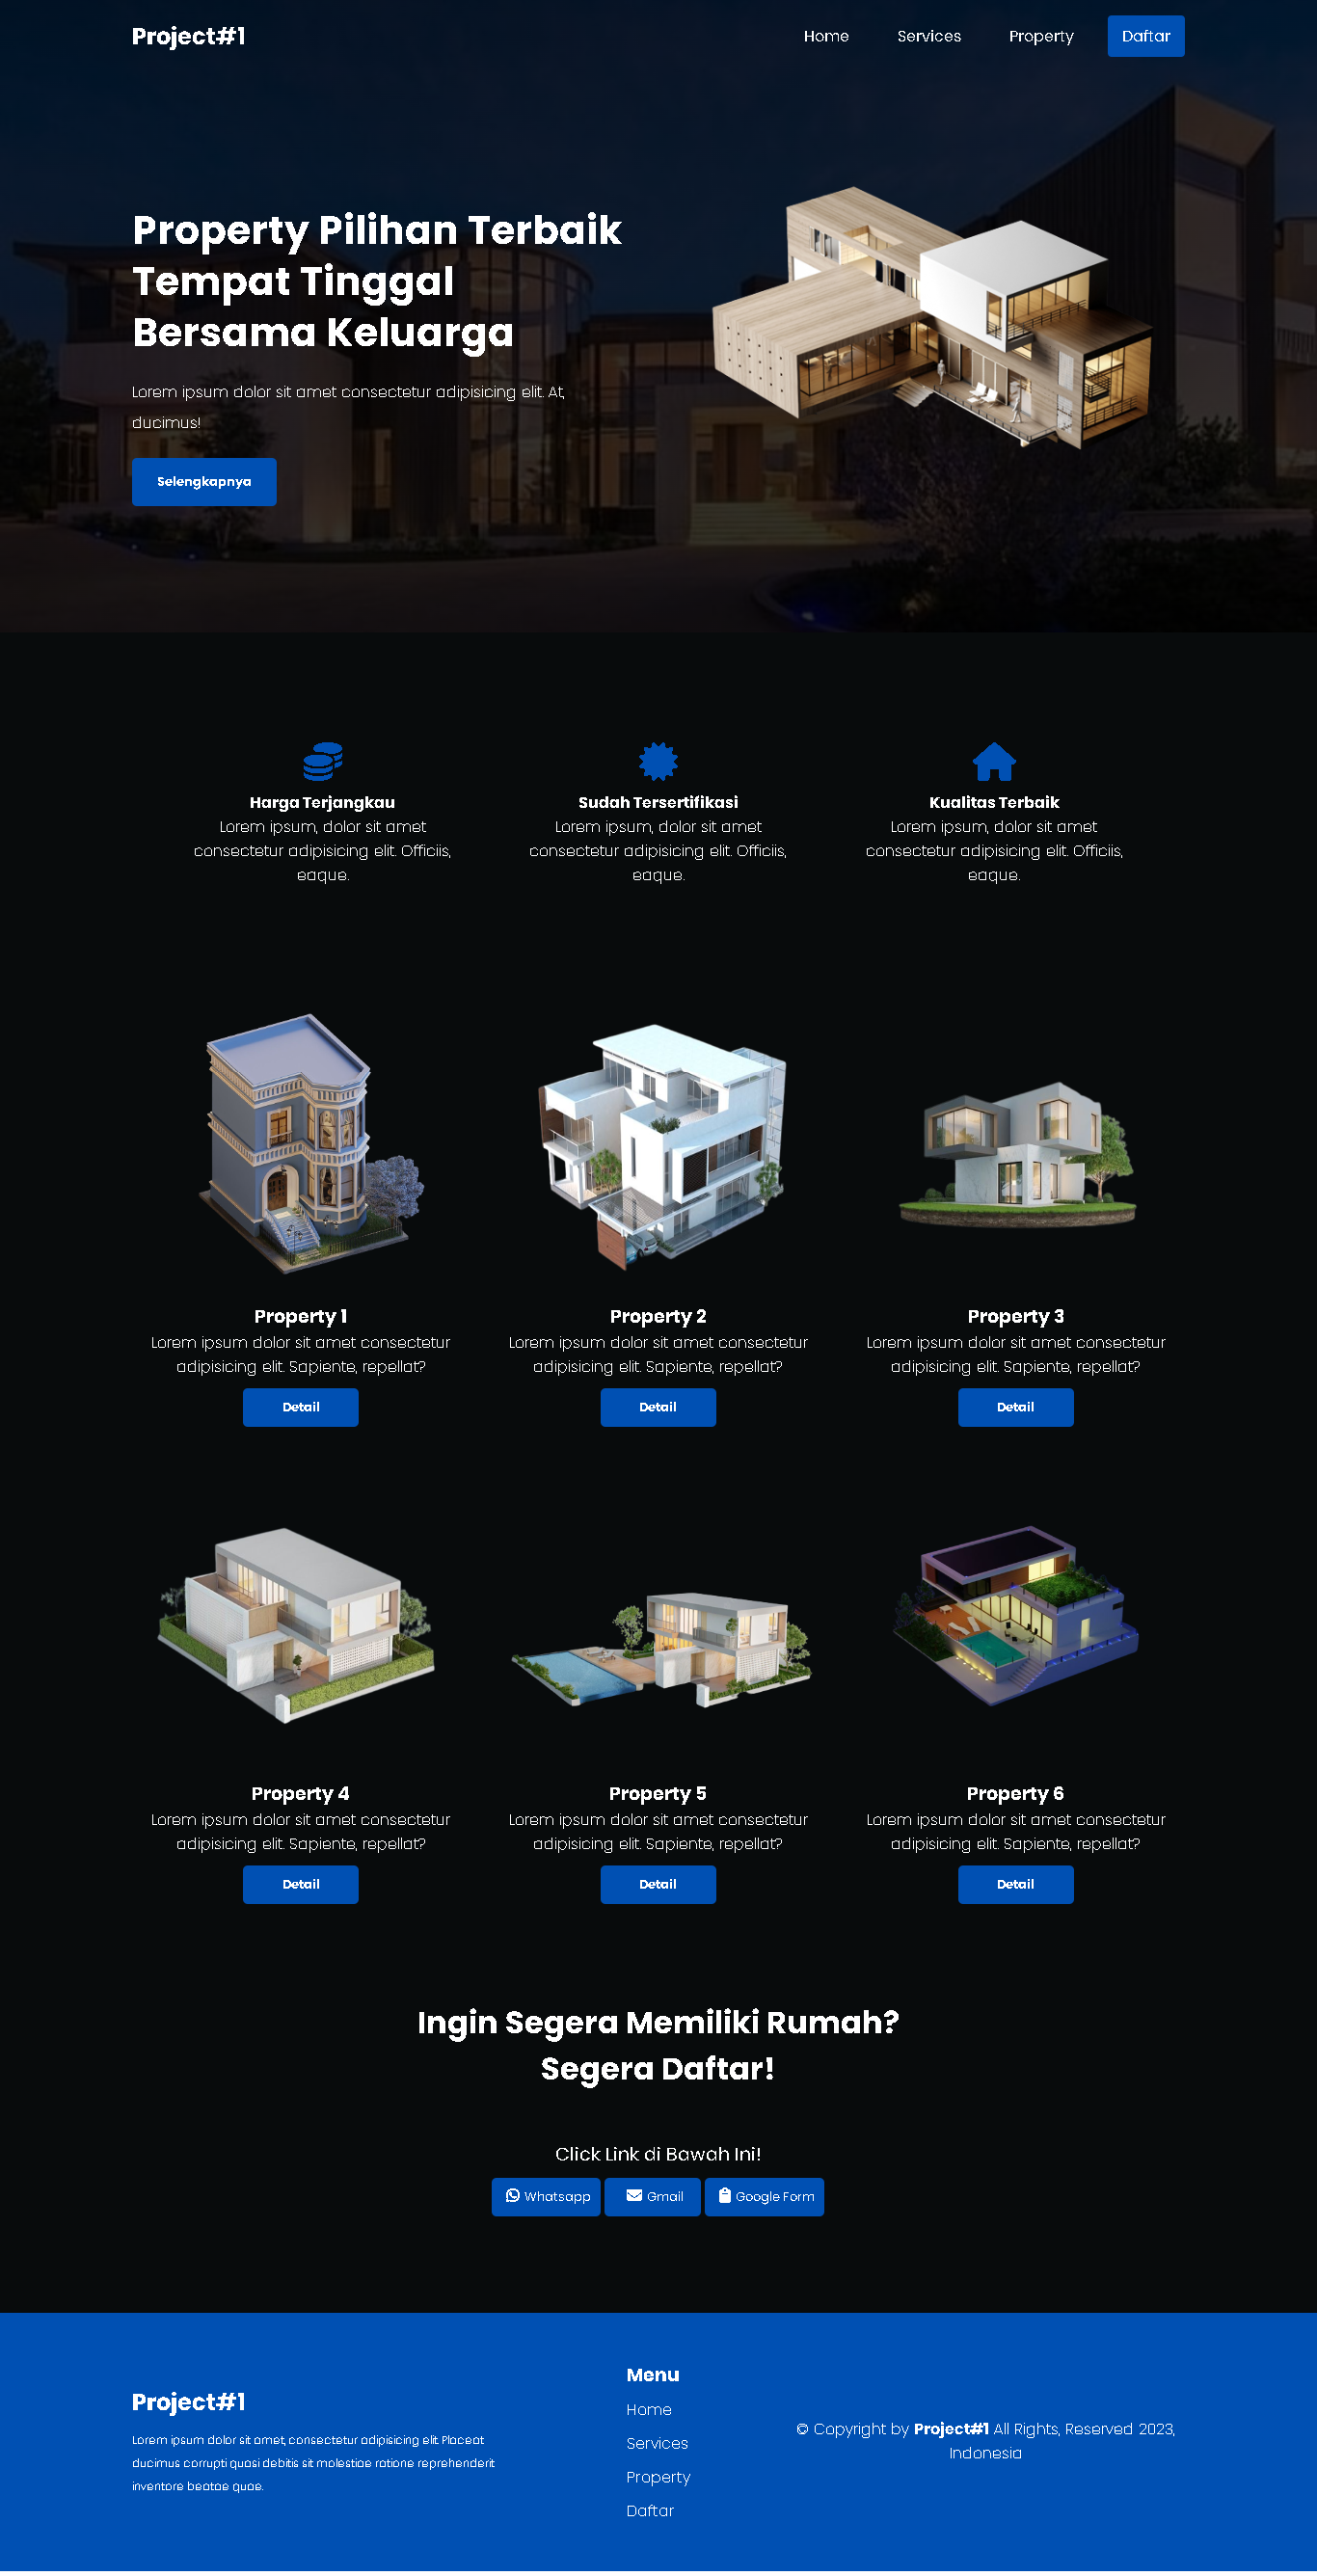 Project#1
Home
Services
Property
Daftar
Property Pilihan Terbaik
Tempat Tinggal
Bersama Keluarga
Lorem ipsum dolor sit amet consectetur adipisicing elit. At,
ducimus!
Selengkapnya
Harga Terjangkau
Lorem ipsum, dolor sit amet
consectetur adipisicing elit. Officiis,
eaque.
Sudah Tersertifikasi
Lorem ipsum, dolor sit amet
consectetur adipisicing elit. Officiis,
eaque.
Kualitas Terbaik
Lorem ipsum, dolor sit amet
consectetur adipisicing elit. Officiis,
eaque.
Property 1
Lorem ipsum dolor sit amet consectetur
adipisicing elit. Sapiente, repellat?
Detail
Property 2
Lorem ipsum dolor sit amet consectetur
adipisicing elit. Sapiente, repellat?
Detail
Property 3
Lorem ipsum dolor sit amet consectetur
adipisicing elit. Sapiente, repellat?
Detail
Property 4
Lorem ipsum dolor sit amet consectetur
adipisicing elit. Sapiente, repellat?
Detail
Property 5
Lorem ipsum dolor sit amet consectetur
adipisicing elit. Sapiente, repellat?
Detail
Property 6
Lorem ipsum dolor sit amet consectetur
adipisicing elit. Sapiente, repellat?
Detail
Ingin Segera Memiliki Rumah?
Segera Daftar!
Click Link di Bawah Ini!
Whatsapp
Gmail
Google Form
Project#1
Lorem ipsum dolor sit amet, consectetur adipisicing elit. Placeat
ducimus corrupti quasi debitis sit molestiae ratione reprehenderit
inventore beatae quae.
Menu
Home
Services
Property
Daftar
© Copyright by Project#1 All Rights, Reserved 2023,
Indonesia